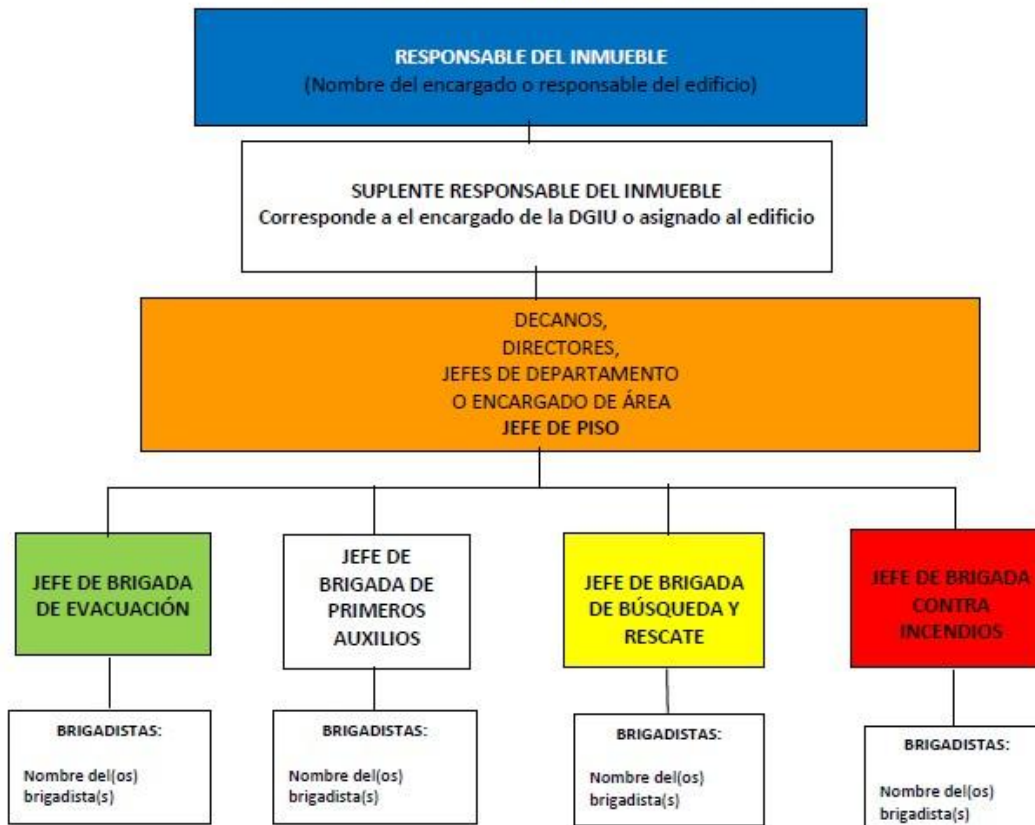 RESPONSABLE DEL INMUEBLE
(Nombre del encargado o responsable del edificio)
SUPLENTE RESPONSABLE DEL INMUEBLE
Corresponde a el encargado de la DGIU o asignado al edificio
DECANOS,
DIRECTORES,
JEFES DE DEPARTAMENTO
O ENCARGADO DE ÁREA
JEFE DE PISO
JEFE DE BRIGADA
DE EVACUACIÓN
JEFE DE
BRIGADA DE
PRIMEROS
AUXILIOS
JEFE DE BRIGADA
DE BÚSQUEDA Y
RESCATE
JEFE DE BRIGADA
CONTRA
INCENDIOS
BRIGADISTAS:
Nombre del(os)
brigadista(s)
BRIGADISTAS:
Nombre del(os)
brigadista(s)
BRIGADISTAS:
Nombre del(os)
brigadista(s)
BRIGADISTAS:
Nombre del(os)
brigadista(s)